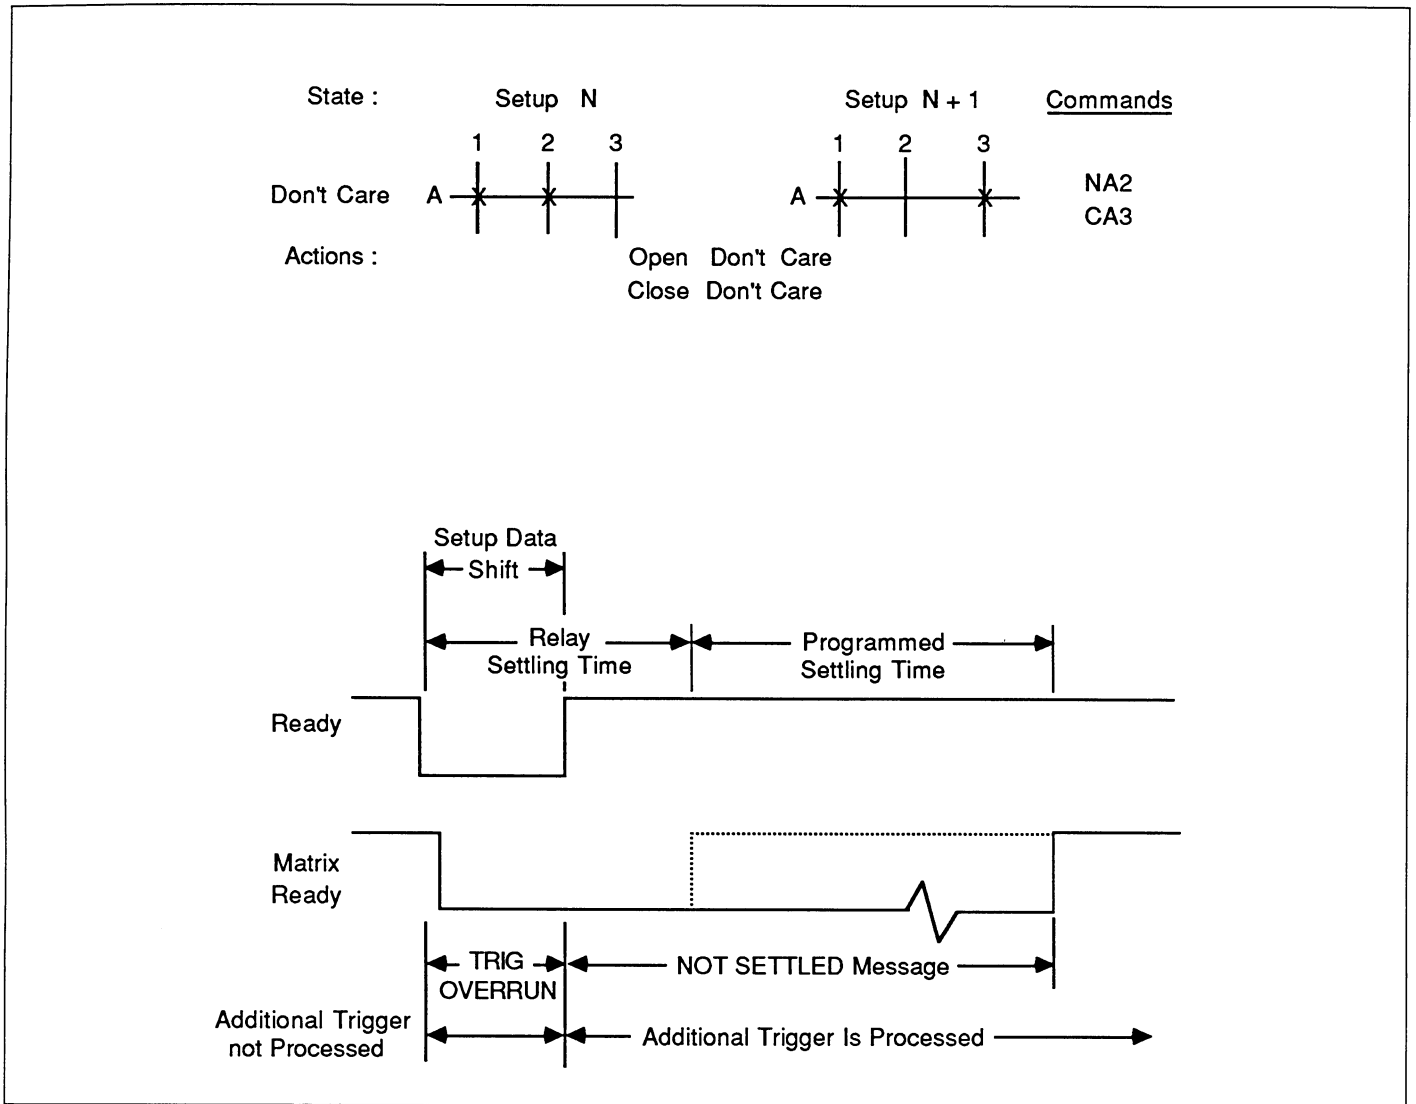 State : Setup N Setup N + 1 Commands
1 2 3 1 2 3
Don't Care A A NA2
CA3
Actions : Open Don't Care
Close Don't Care
Setup Data
Shift
Relay
Settling Time
Programmed
Settling Time
Ready
Matrix
Ready
TRIG
OVERRUN
NOT SETTLED Message
Additional Trigger
not Processed
Additional Trigger Is Processed